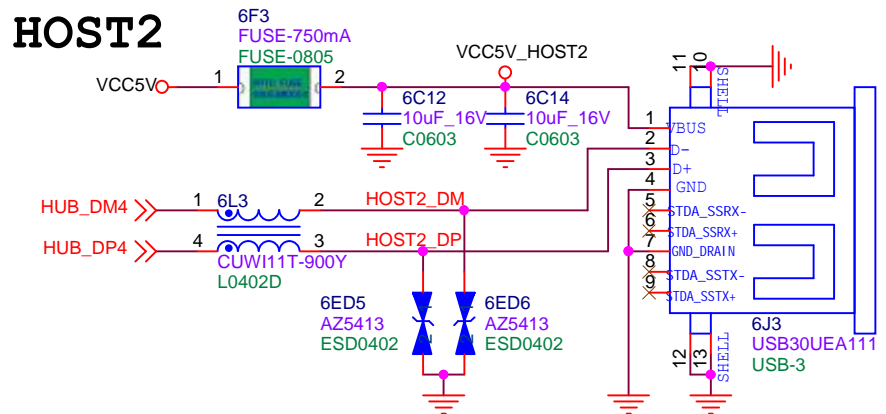 HOST2
6F3
FUSE-750mA
FUSE-0805
VCC5V
1
2
VCC5V_HOST2
6C12
10uF_16V
C0603
6C14
10uF_16V
C0603
11
10
SHELL
1
VBUS
2
D-
3
D+
4
GND
5
STDA_SSRX-
6
STDA_SSRX+
7
GND_DRAIN
8
STDA_SSTX-
9
STDA_SSTX+
HUB_DM4
1
6L3
2
HOST2_DM
HUB_DP4
4
3
HOST2_DP
CUWI11T-900Y
L0402D
6ED5
AZ5413
ESD0402
6ED6
AZ5413
ESD0402
12
13
SHELL
6J3
USB30UEA111
USB-3